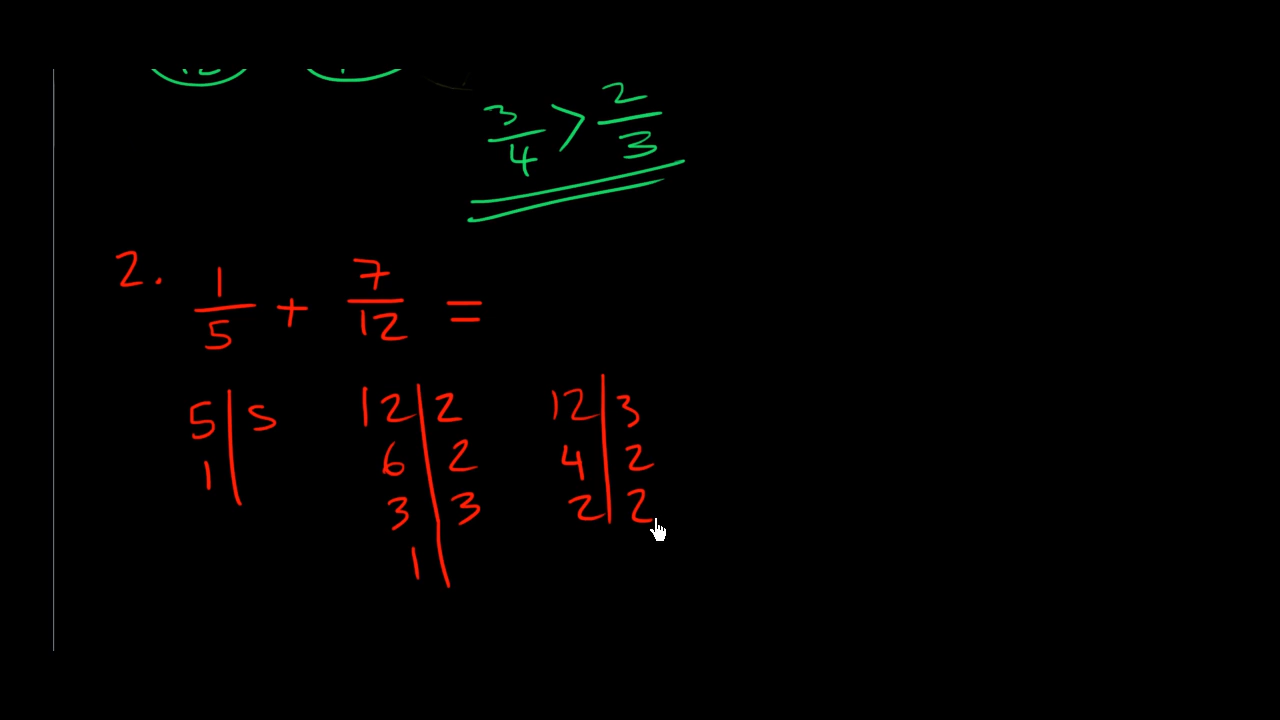 3/4 > 2/3
2. 1/5 + 7/12 =
5 | 5
1 |
12 | 2
6 | 2
3 | 3
1 |
12 | 3
4 | 2
2 | 2